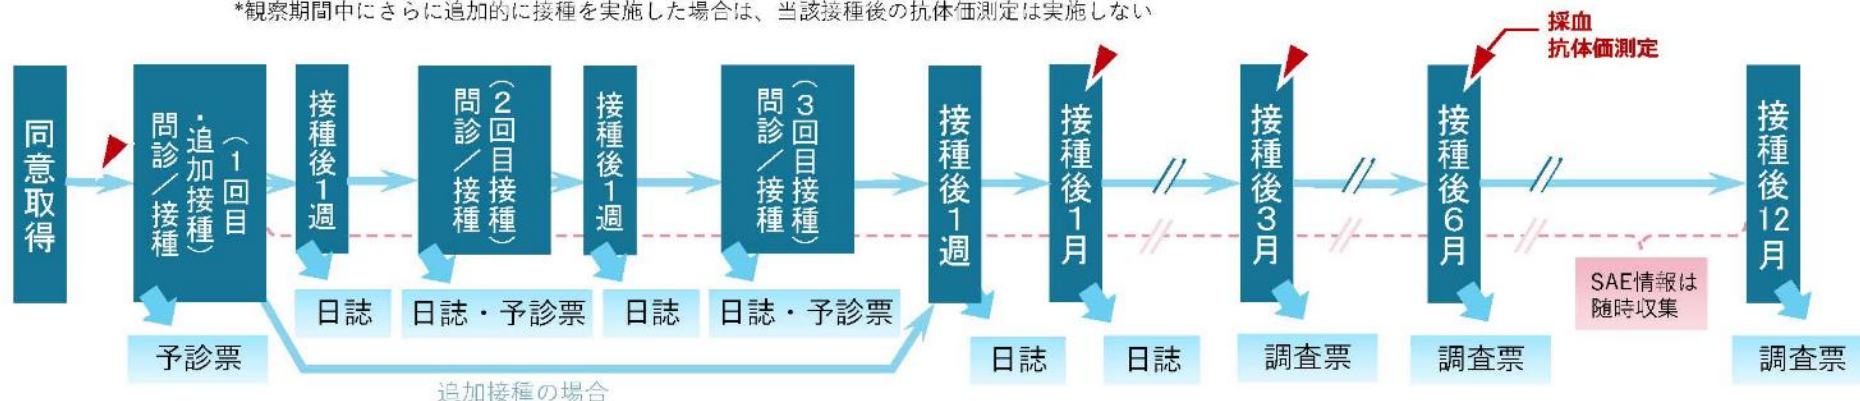 *観察期間中にさらに追加的に接種を実施した場合は、当該接種後の抗体価測定は実施しない
採血
抗体価測定
同意取得
(1回目
・追加接種)
問診/接種
接種後1週
(2回目接種)
問診/接種
接種後1週
(3回目接種)
問診/接種
接種後1週
接種後1月
接種後3月
接種後6月
接種後12月
予診票
日誌
日誌・予診票
日誌
日誌・予診票
日誌
日誌
調査票
調査票
SAE情報は
随時収集
調査票
追加接種の場合